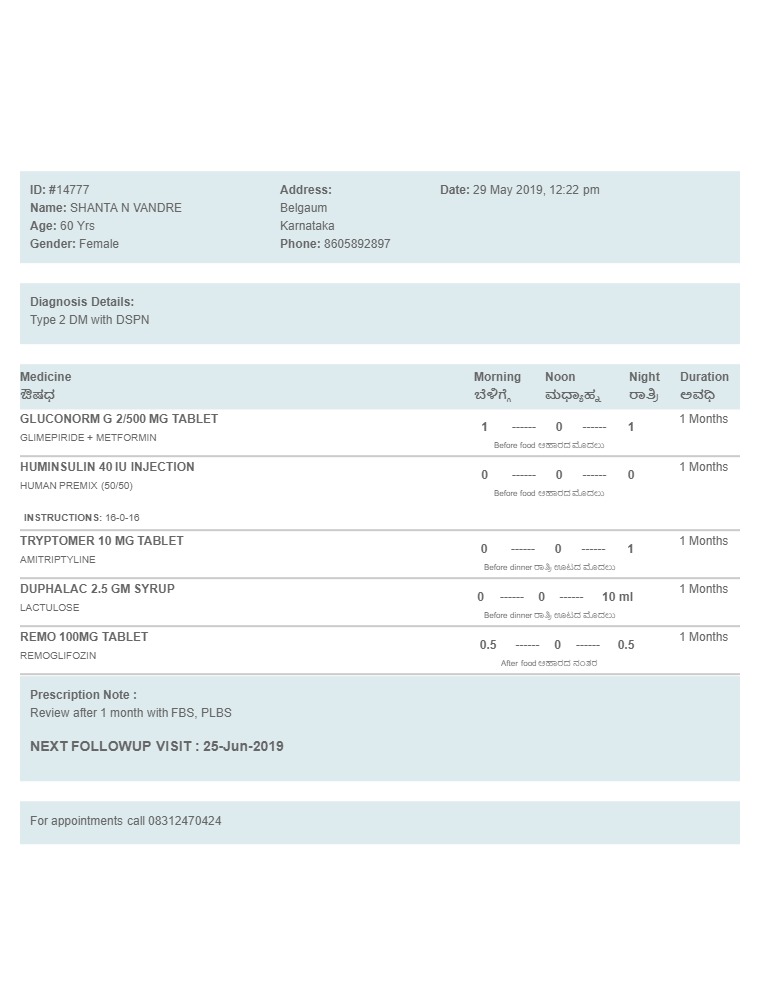 ID: #14777
Name: SHANTA N VANDRE
Age: 60 Yrs
Gender: Female
Address:
Belgaum
Karnataka
Phone: 8605892897
Date: 29 May 2019, 12:22 pm
Diagnosis Details:
Type 2 DM with DSPN
Medicine Morning Noon Night Duration
ಔಷಧ ಬೆಳಿಗ್ಗೆ ಮಧ್ಯಾಹ್ನ ರಾತ್ರಿ ಅವಧಿ
GLUCONORM G 2/500 MG TABLET 1 ------ 0 ------ 1 1 Months
GLIMEPIRIDE + METFORMIN
Before food ಆಹಾರದ ಮೊದಲು
HUMINSULIN 40 IU INJECTION 0 ------ 0 ------ 0 1 Months
HUMAN PREMIX (50/50)
Before food ಆಹಾರದ ಮೊದಲು
INSTRUCTIONS: 16-0-16
TRYPTOMER 10 MG TABLET 0 ------ 0 ------ 1 1 Months
AMITRIPTYLINE
Before dinner ರಾತ್ರಿ ಊಟದ ಮೊದಲು
DUPHALAC 2.5 GM SYRUP 0 ------ 0 ------ 10 ml 1 Months
LACTULOSE
Before dinner ರಾತ್ರಿ ಊಟದ ಮೊದಲು
REMO 100MG TABLET 0.5 ------ 0 ------ 0.5 1 Months
REMOGLIFOZIN
After food ಆಹಾರದ ನಂತರ
Prescription Note :
Review after 1 month with FBS, PLBS
NEXT FOLLOWUP VISIT : 25-Jun-2019
For appointments call 08312470424